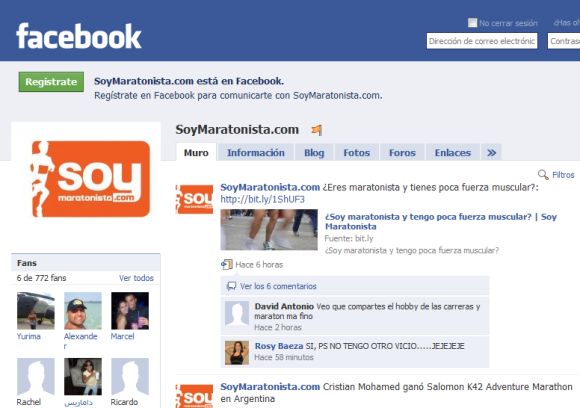 facebook
No cerrar sesión
¿Has olv
Dirección de correo electrónic
Contrase
Regístrate
SoyMaratonista.com está en Facebook.
Regístrate en Facebook para comunicarte con SoyMaratonista.com.
soy
maratonista.com
SoyMaratonista.com
Muro
Información
Blog
Fotos
Foros
Enlaces
»
Filtros
SOY
SoyMaratonista.com ¿Eres maratonista y tienes poca fuerza muscular?:
http://bit.ly/1ShUF3
¿Soy maratonista y tengo poca fuerza muscular? | Soy
Maratonista
Fuente: bit.ly
¿Soy maratonista y tengo poca fuerza muscular?
Hace 6 horas
Ver los 6 comentarios
David Antonio Veo que compartes el hobby de las carreras y
maraton ma fino
Hace 2 horas
Rosy Baeza SI, PS NO TENGO OTRO VICIO.....JEJEJEJE
Hace 58 minutos
Fans
6 de 772 fans
Ver todos
Yurima
Alexande
r
Marcel
Rachel
داماريس
Ricardo
SOY
SoyMaratonista.com Cristian Mohamed ganó Salomon K42 Adventure Marathon
en Argentina